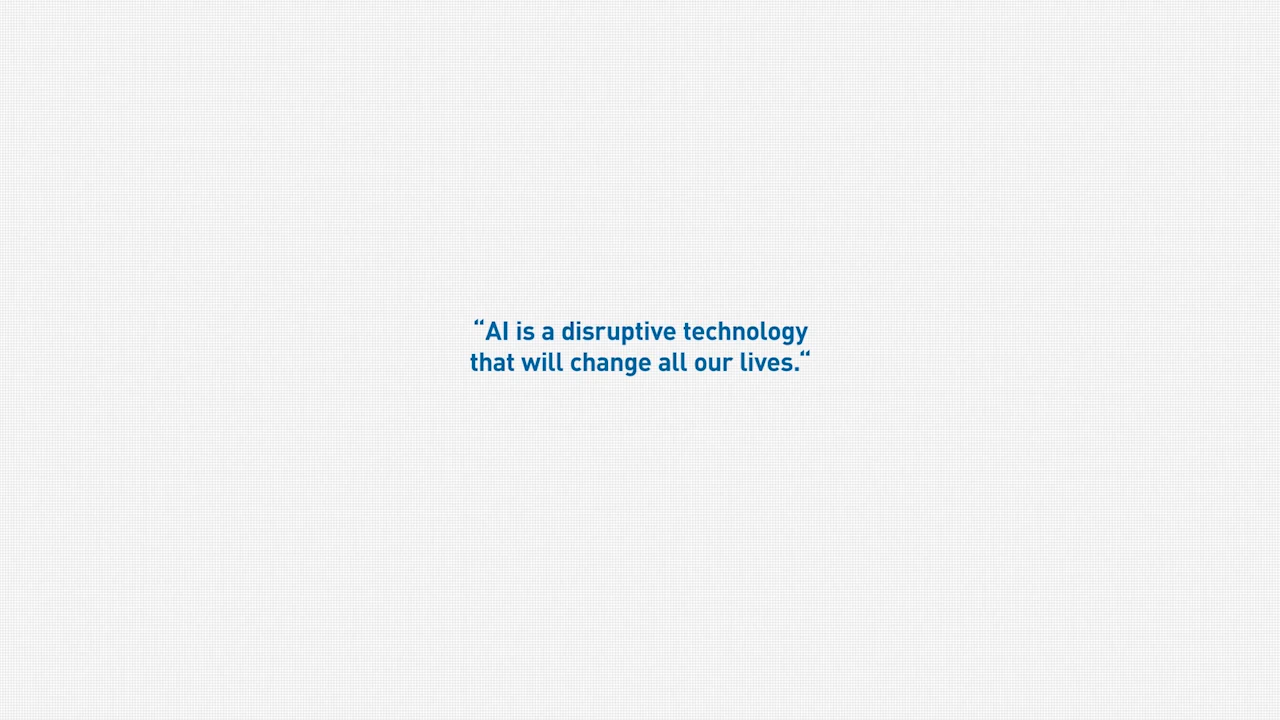 “AI is a disruptive technology
that will change all our lives.“